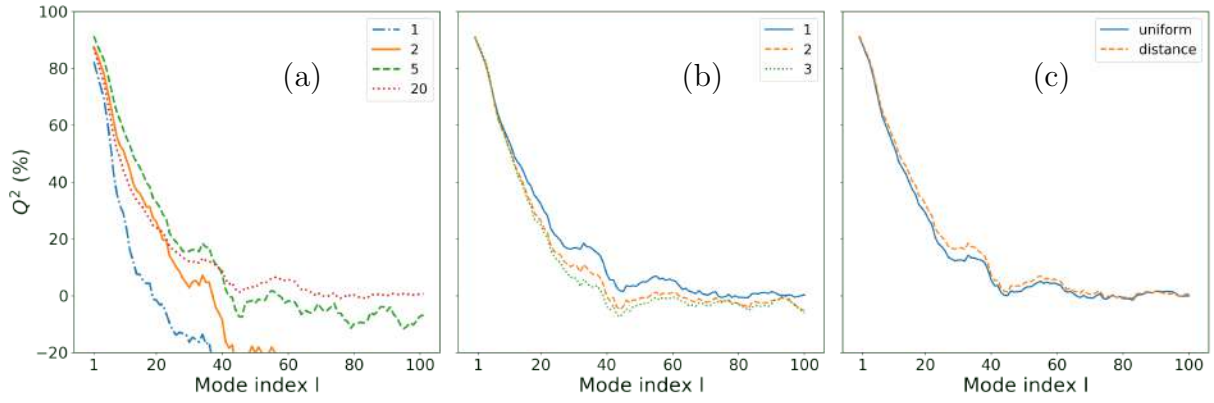 100
80
60
40
20
0
−20
Q² (%)
(a)
1
2
5
20
1 20 40 60 80 100
Mode index l
(b)
1
2
3
1 20 40 60 80 100
Mode index l
(c)
uniform
distance
1 20 40 60 80 100
Mode index l